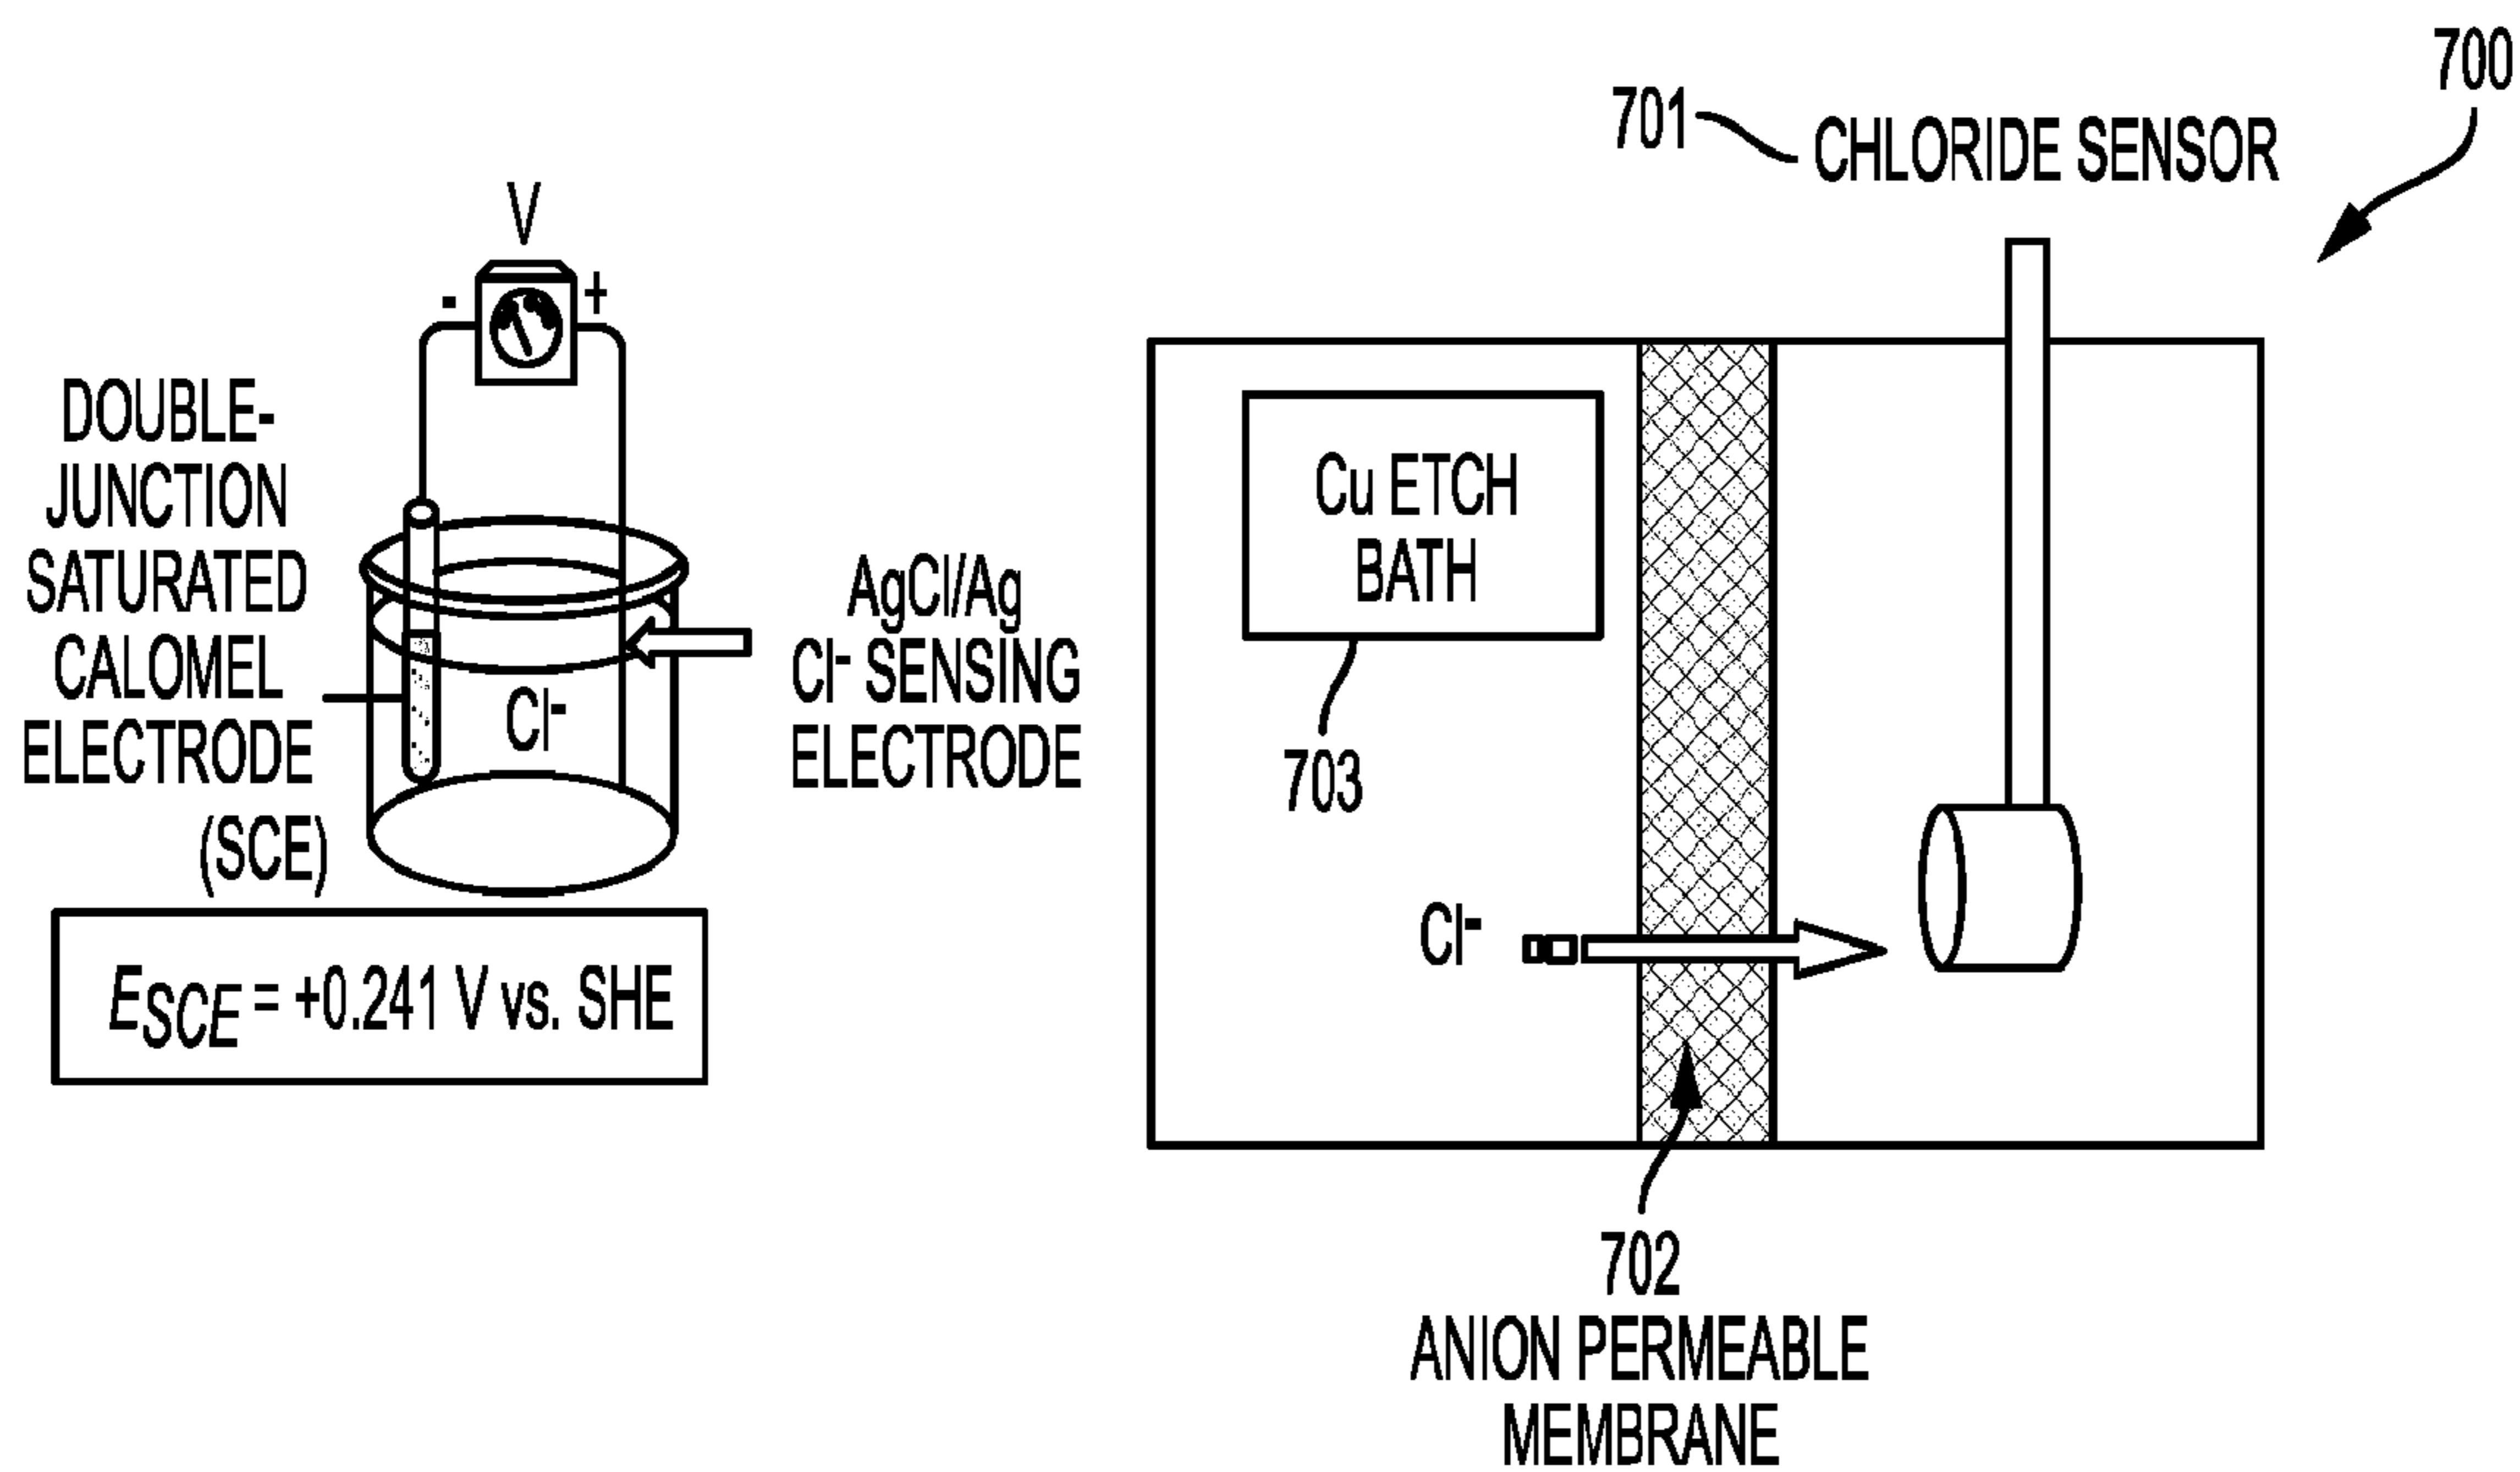 700
701 CHLORIDE SENSOR
V
- +
DOUBLE-
JUNCTION
SATURATED
CALOMEL
ELECTRODE
(SCE)
Cl-
AgCl/Ag
Cl- SENSING
ELECTRODE
ESCE = +0.241 V vs. SHE
Cu ETCH
BATH
703
Cl-
702
ANION PERMEABLE
MEMBRANE